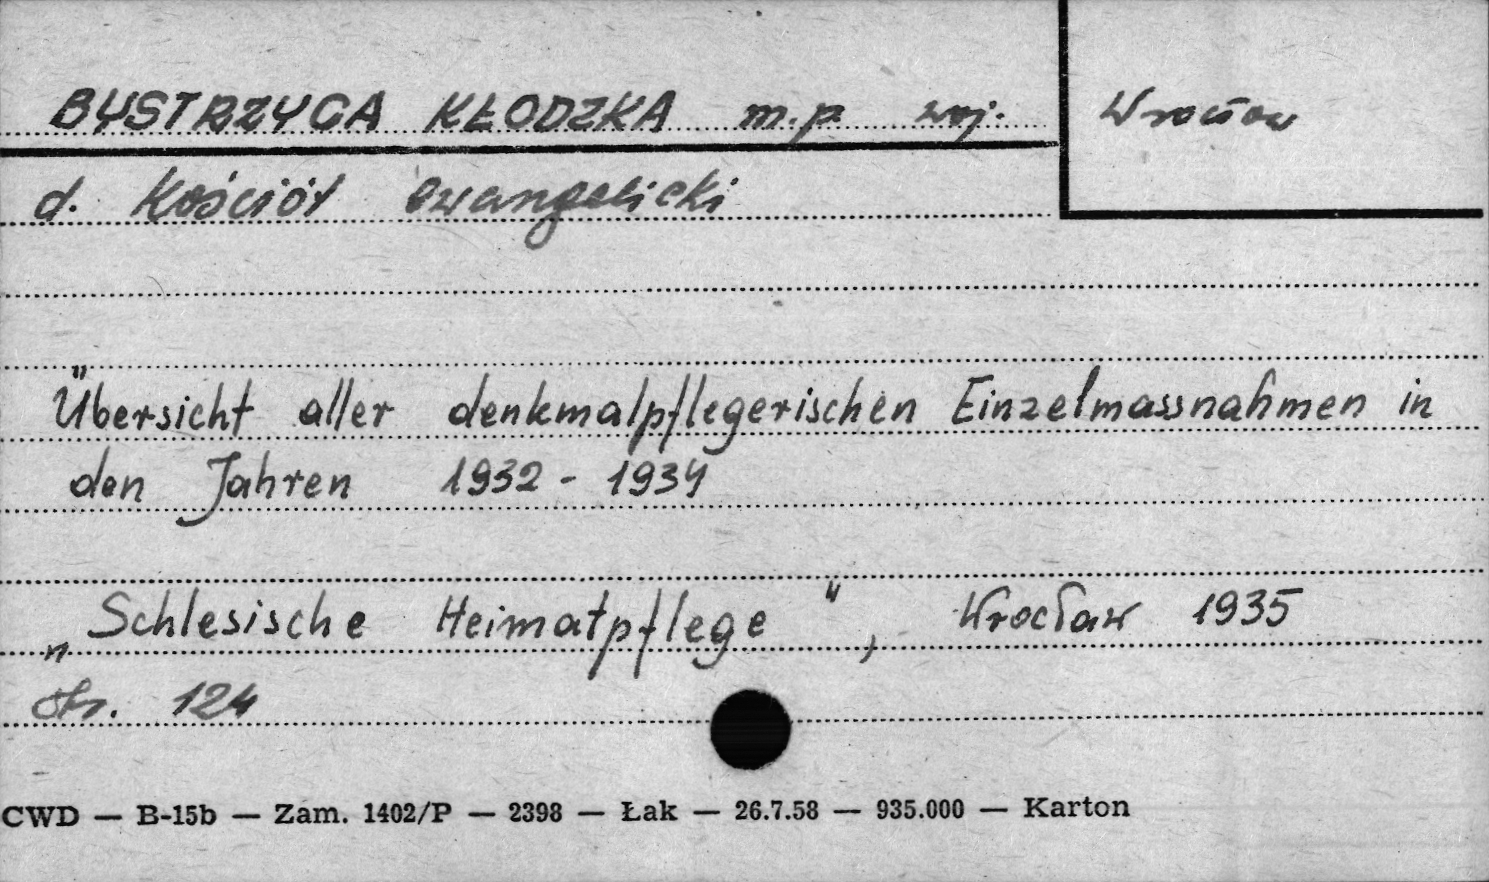 BYSTRZYCA KŁODZKA m.p. woj. Wrocław
d. Kościół Ewangelicki
Übersicht aller denkmalpflegerischen Einzelmassnahmen in
den Jahren 1932 - 1934
„Schlesische Heimatpflege“, Wrocław 1935
str. 124
CWD — B-15b — Zam. 1402/P — 2398 — Łak — 26.7.58 — 935.000 — Karton